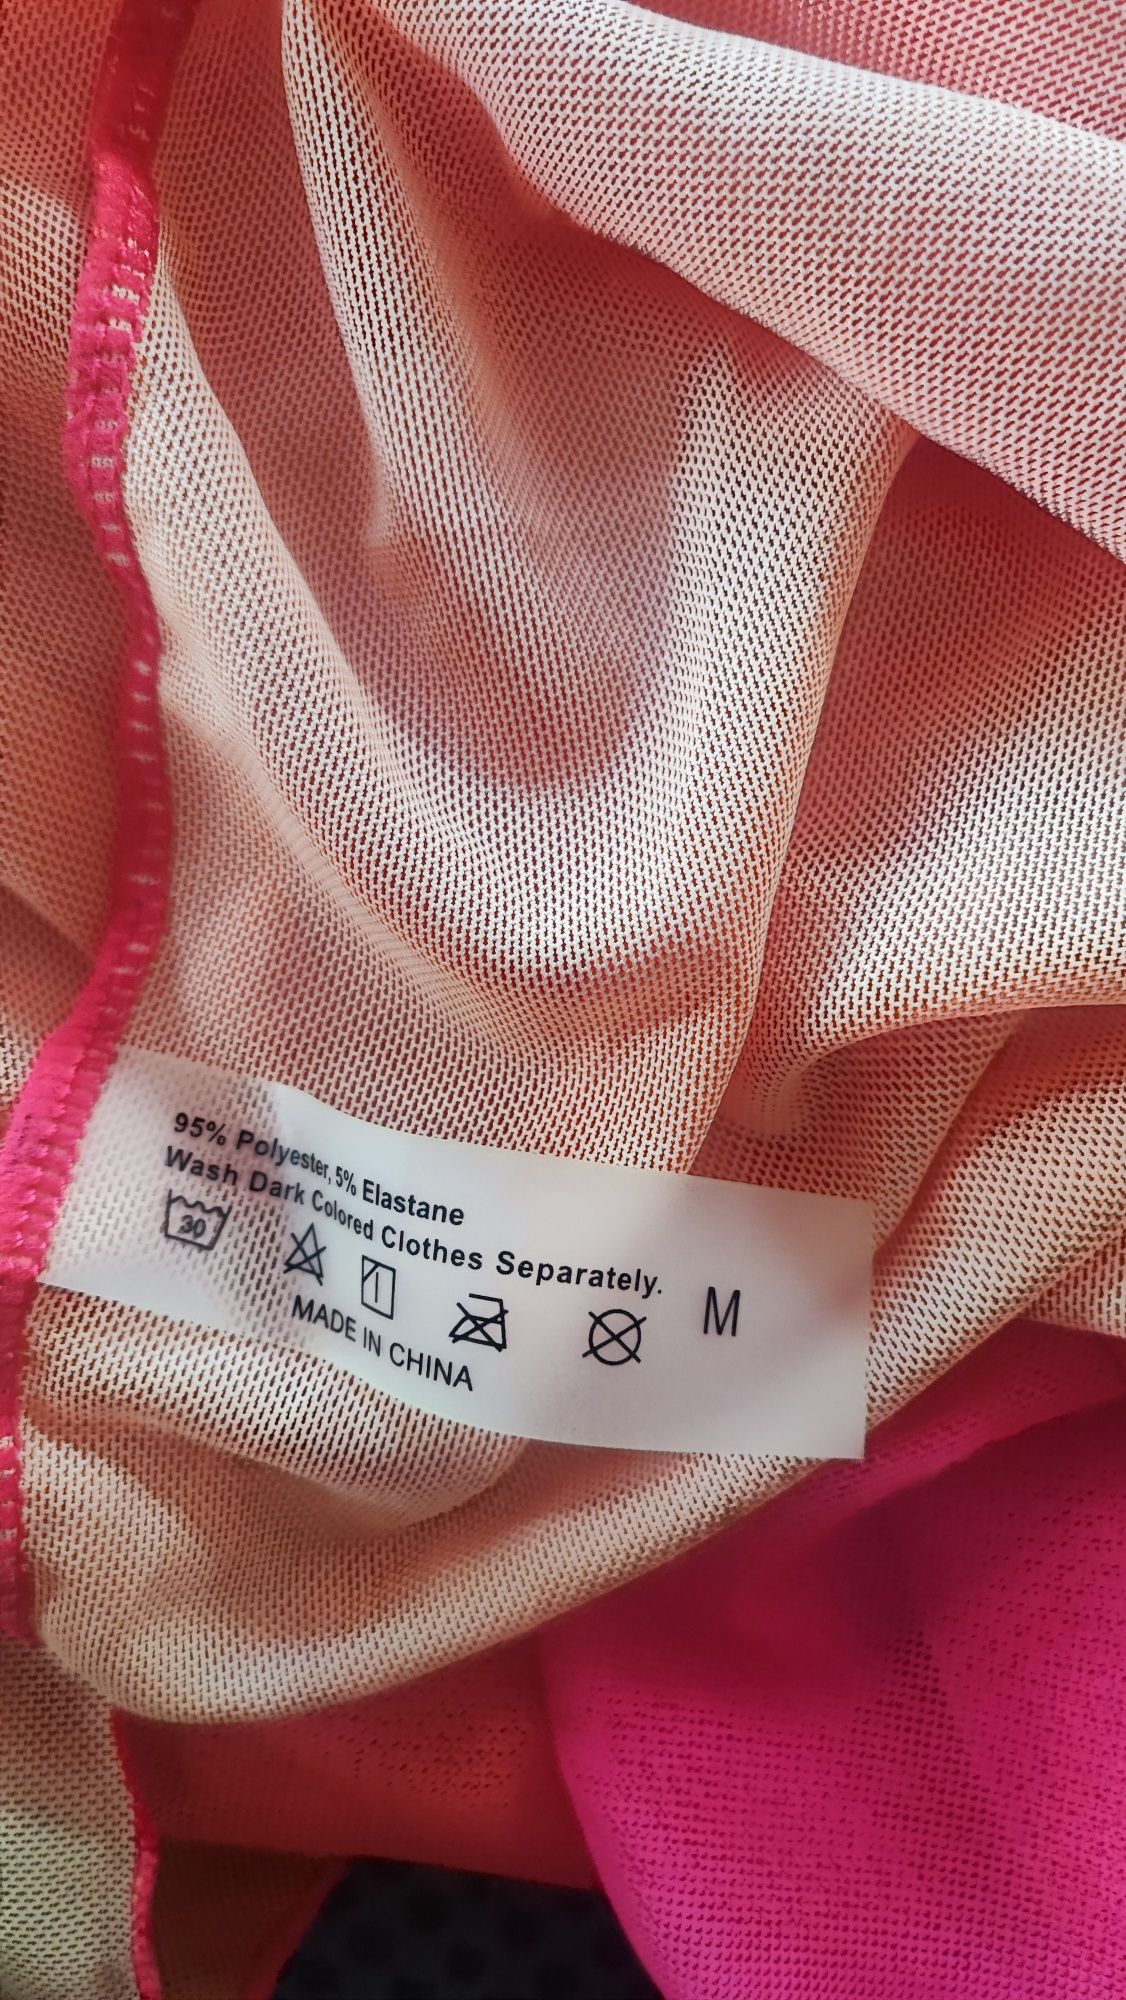 95% Polyester, 5% Elastane
Wash Dark Colored Clothes Separately.
30
M
MADE IN CHINA